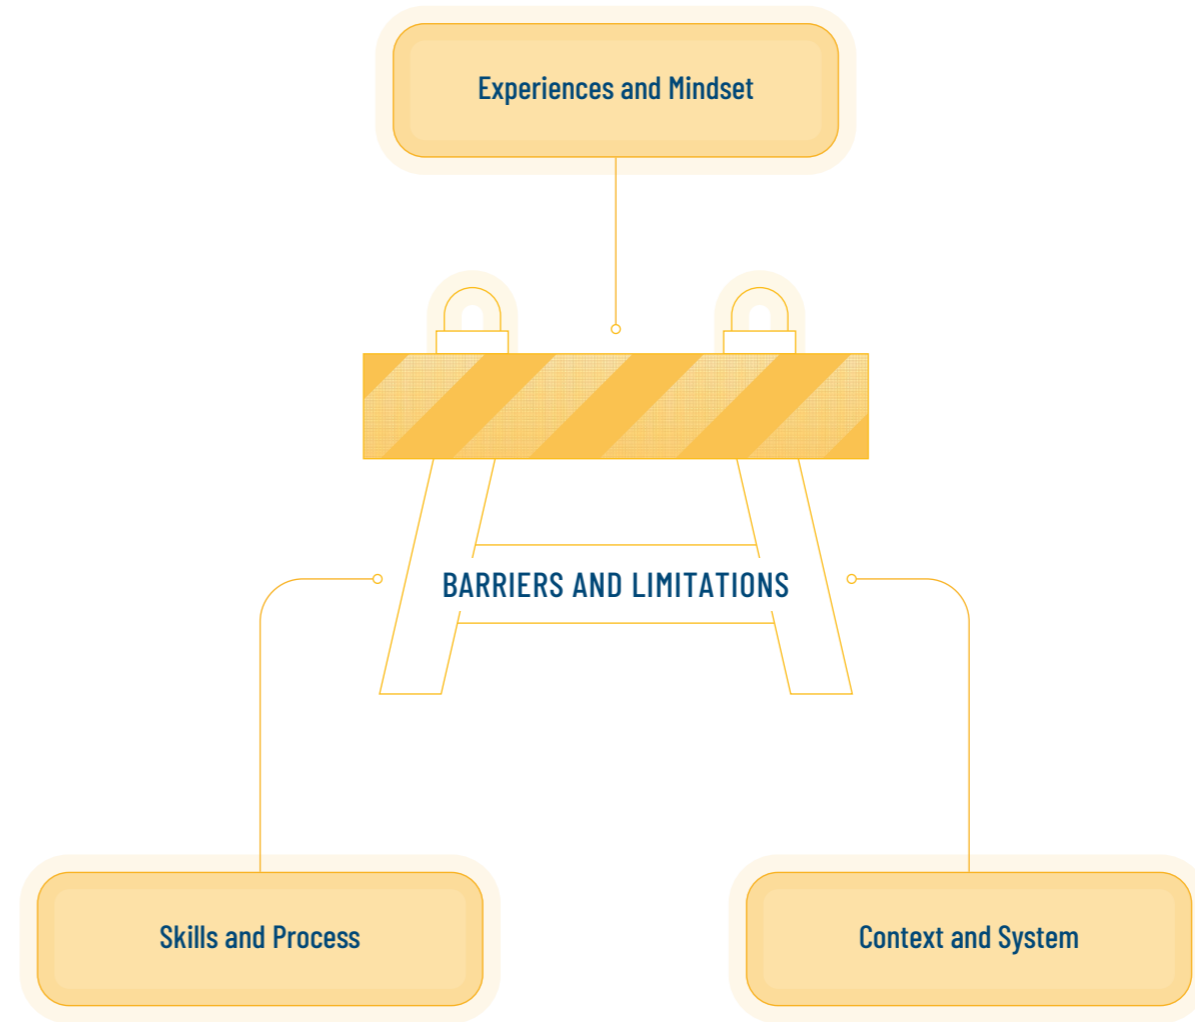 Experiences and Mindset
BARRIERS AND LIMITATIONS
Skills and Process
Context and System